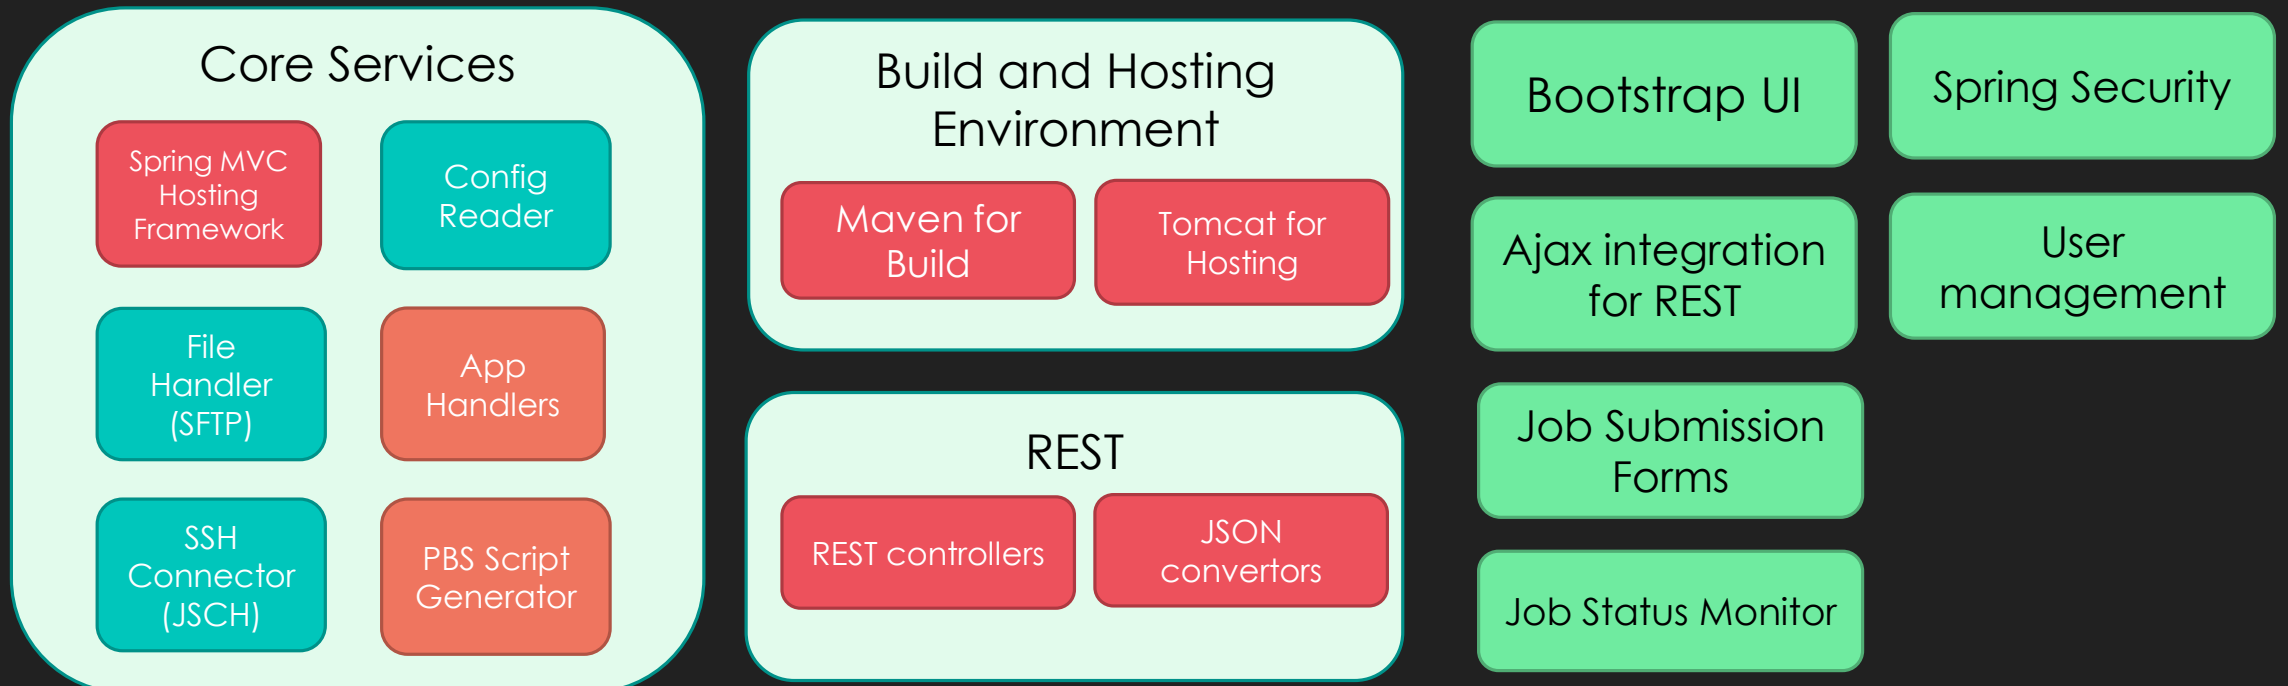 Core Services
Spring MVC
Hosting
Framework
Config
Reader
File
Handler
(SFTP)
App
Handlers
SSH
Connector
(JSCH)
PBS Script
Generator
Build and Hosting
Environment
Maven for
Build
Tomcat for
Hosting
REST
REST controllers
JSON
convertors
Bootstrap UI
Ajax integration
for REST
Job Submission
Forms
Job Status Monitor
Spring Security
User
management